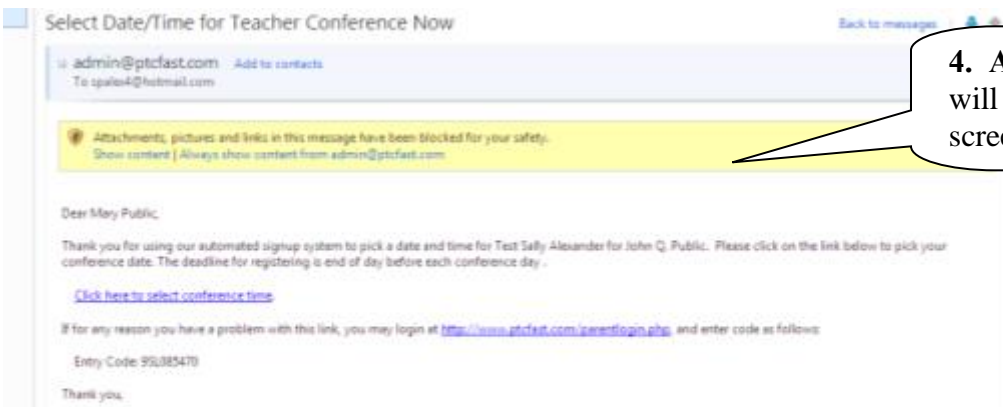 Select Date/Time for Teacher Conference Now
Back to messages
admin@ptcfast.com Add to contacts
To spales4@hotmail.com
4. A
will
scree
Attachments, pictures and links in this message have been blocked for your safety.
Show content | Always show content from admin@ptcfast.com
Dear Mary Public,
Thank you for using our automated signup system to pick a date and time for Test Sally Alexander for John Q. Public. Please click on the link below to pick your
conference date. The deadline for registering is end of day before each conference day .
Click here to select conference time.
If for any reason you have a problem with this link, you may login at http://www.ptcfast.com/parentlogin.php, and enter code as follows:
Entry Code: 9SL085470
Thank you,